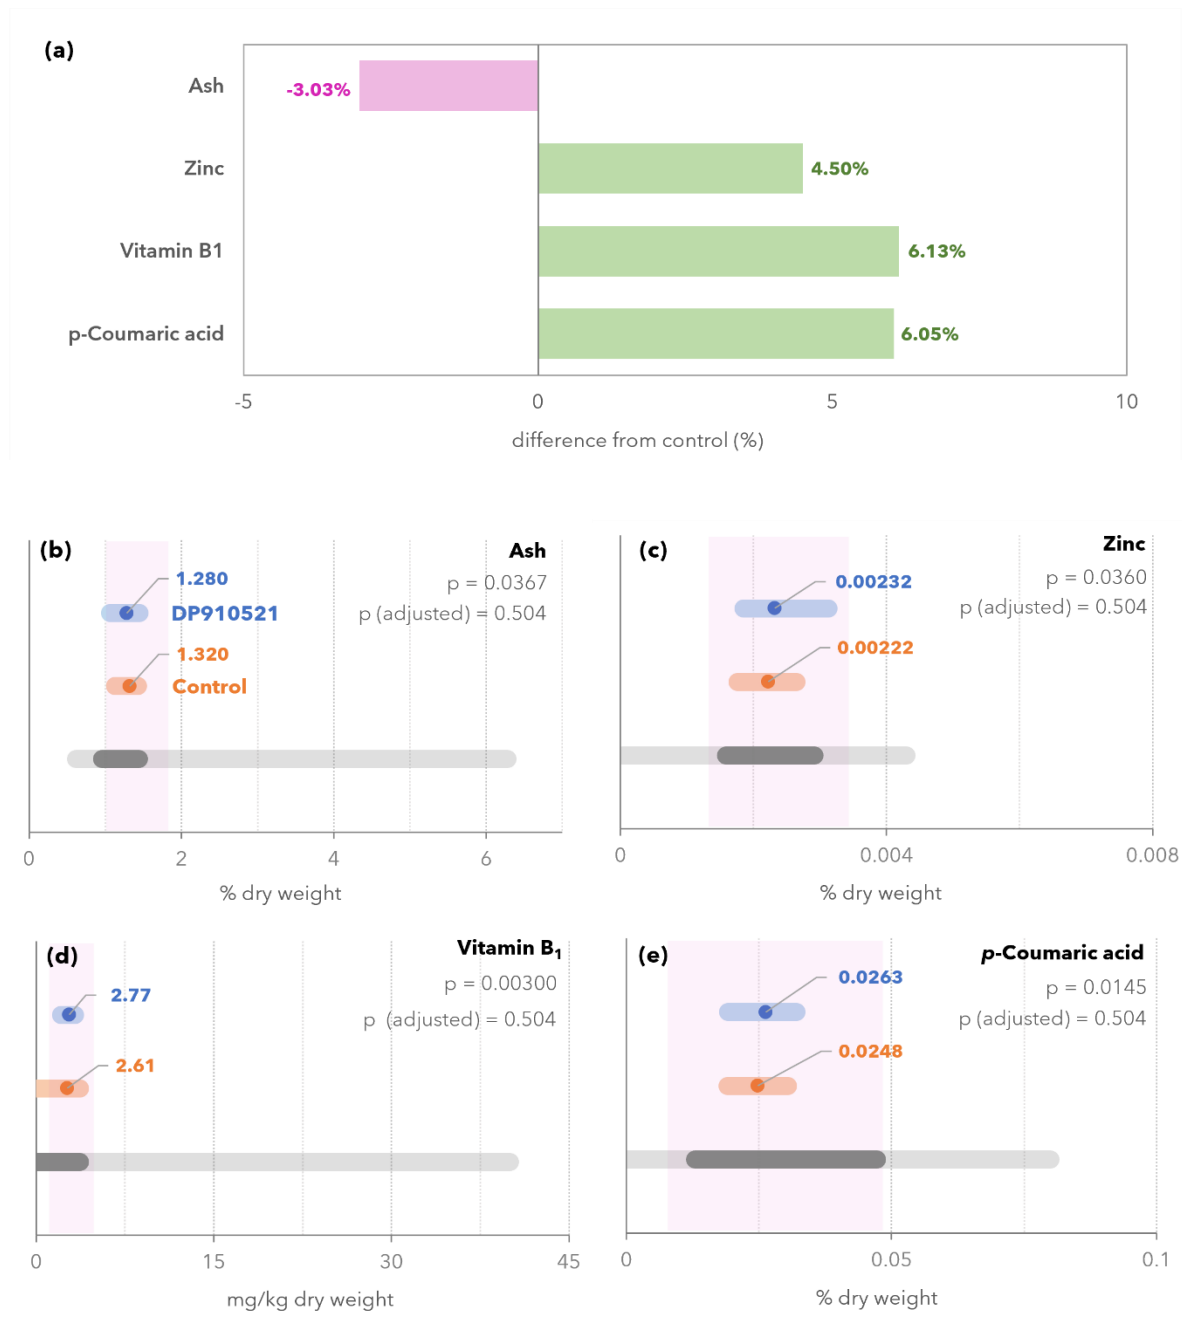 (a)
Ash
-3.03%
Zinc
4.50%
Vitamin B1
6.13%
p-Coumaric acid
6.05%
-5 0 5 10
difference from control (%)
(b)
Ash
p = 0.0367
p (adjusted) = 0.504
1.280
DP910521
1.320
Control
0 2 4 6
% dry weight
(c)
Zinc
p = 0.0360
p (adjusted) = 0.504
0.00232
0.00222
0 0.004 0.008
% dry weight
(d)
Vitamin B1
p = 0.00300
p (adjusted) = 0.504
2.77
2.61
0 15 30 45
mg/kg dry weight
(e)
p-Coumaric acid
p = 0.0145
p (adjusted) = 0.504
0.0263
0.0248
0 0.05 0.1
% dry weight